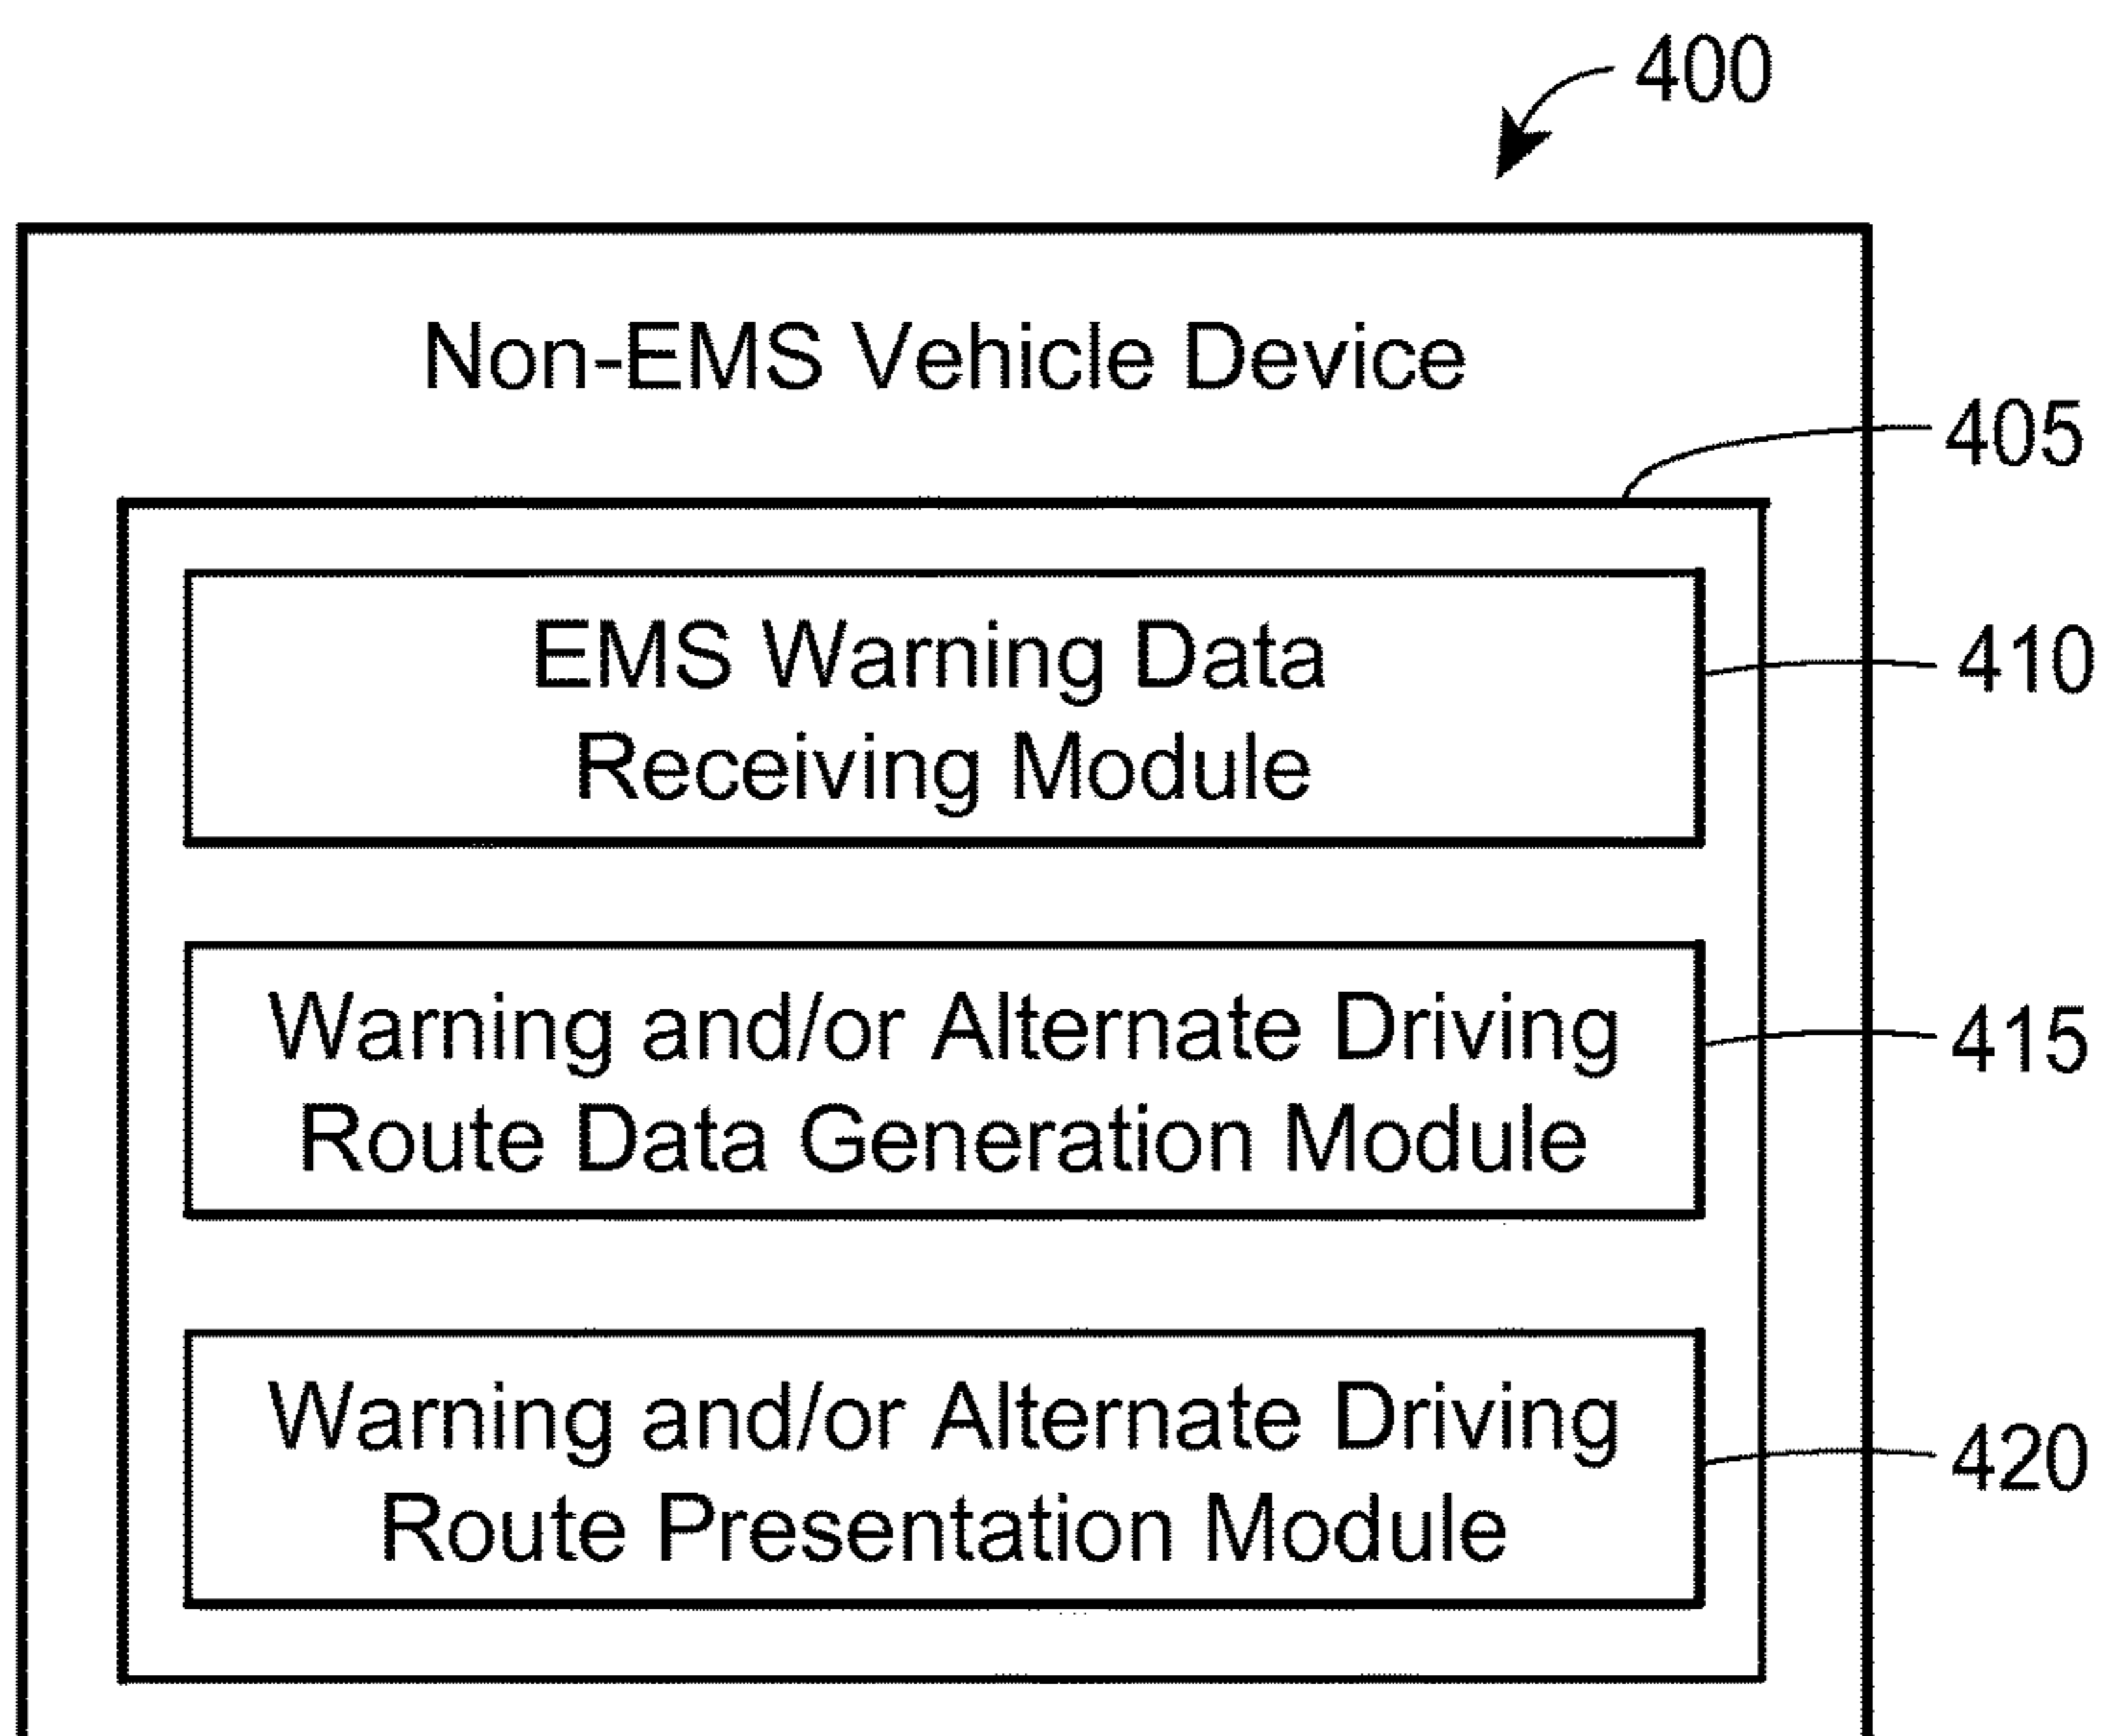 400
Non-EMS Vehicle Device
405
EMS Warning Data
Receiving Module
410
Warning and/or Alternate Driving
Route Data Generation Module
415
Warning and/or Alternate Driving
Route Presentation Module
420